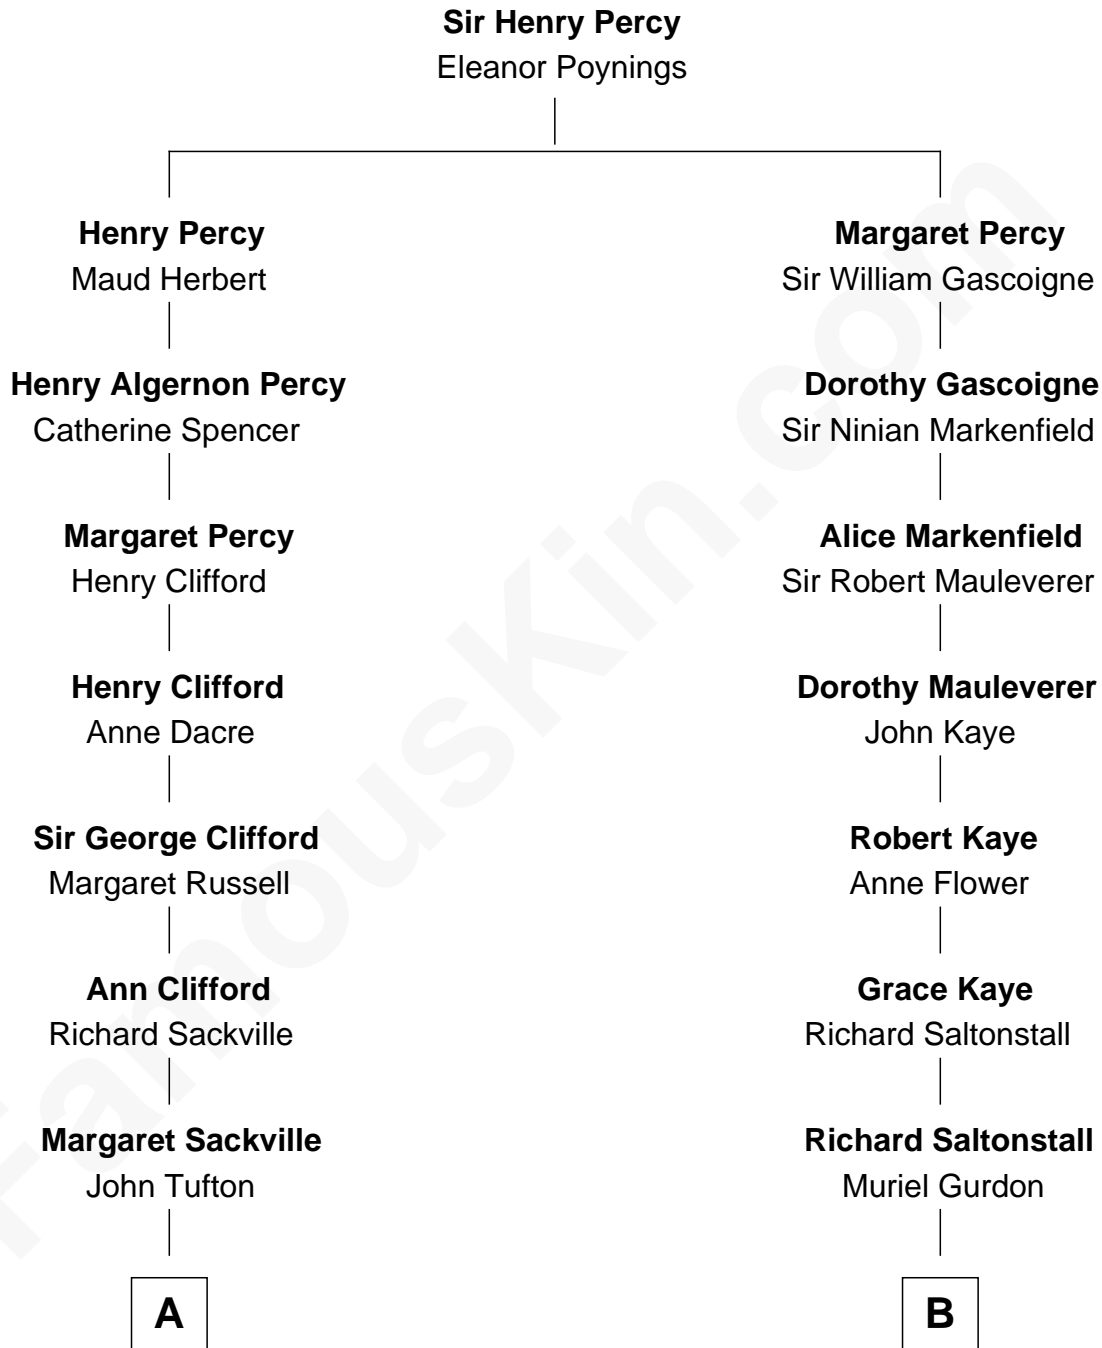 Sir Henry Percy
Eleanor Poynings
Henry Percy
Maud Herbert
Margaret Percy
Sir William Gascoigne
Henry Algernon Percy
Catherine Spencer
Dorothy Gascoigne
Sir Ninian Markenfield
Margaret Percy
Henry Clifford
Alice Markenfield
Sir Robert Mauleverer
Henry Clifford
Anne Dacre
Dorothy Mauleverer
John Kaye
Sir George Clifford
Margaret Russell
Robert Kaye
Anne Flower
Ann Clifford
Richard Sackville
Grace Kaye
Richard Saltonstall
Margaret Sackville
John Tufton
Richard Saltonstall
Muriel Gurdon
A
B
FamousKin.com